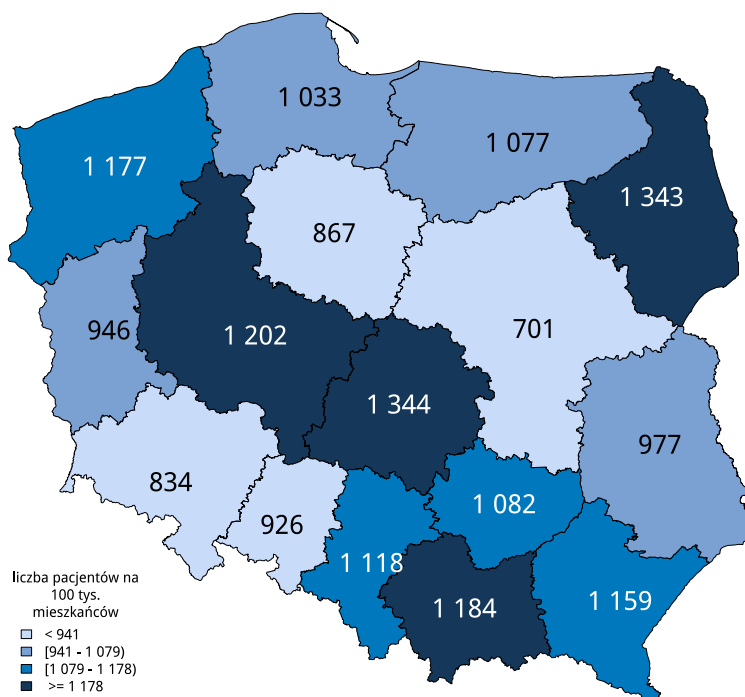 1 033
1 077
1 177
1 343
867
946
1 202
701
1 344
977
834
926
1 082
1 118
1 184
1 159
liczba pacjentów na
100 tys.
mieszkańców
< 941
[941 - 1 079)
[1 079 - 1 178)
>= 1 178